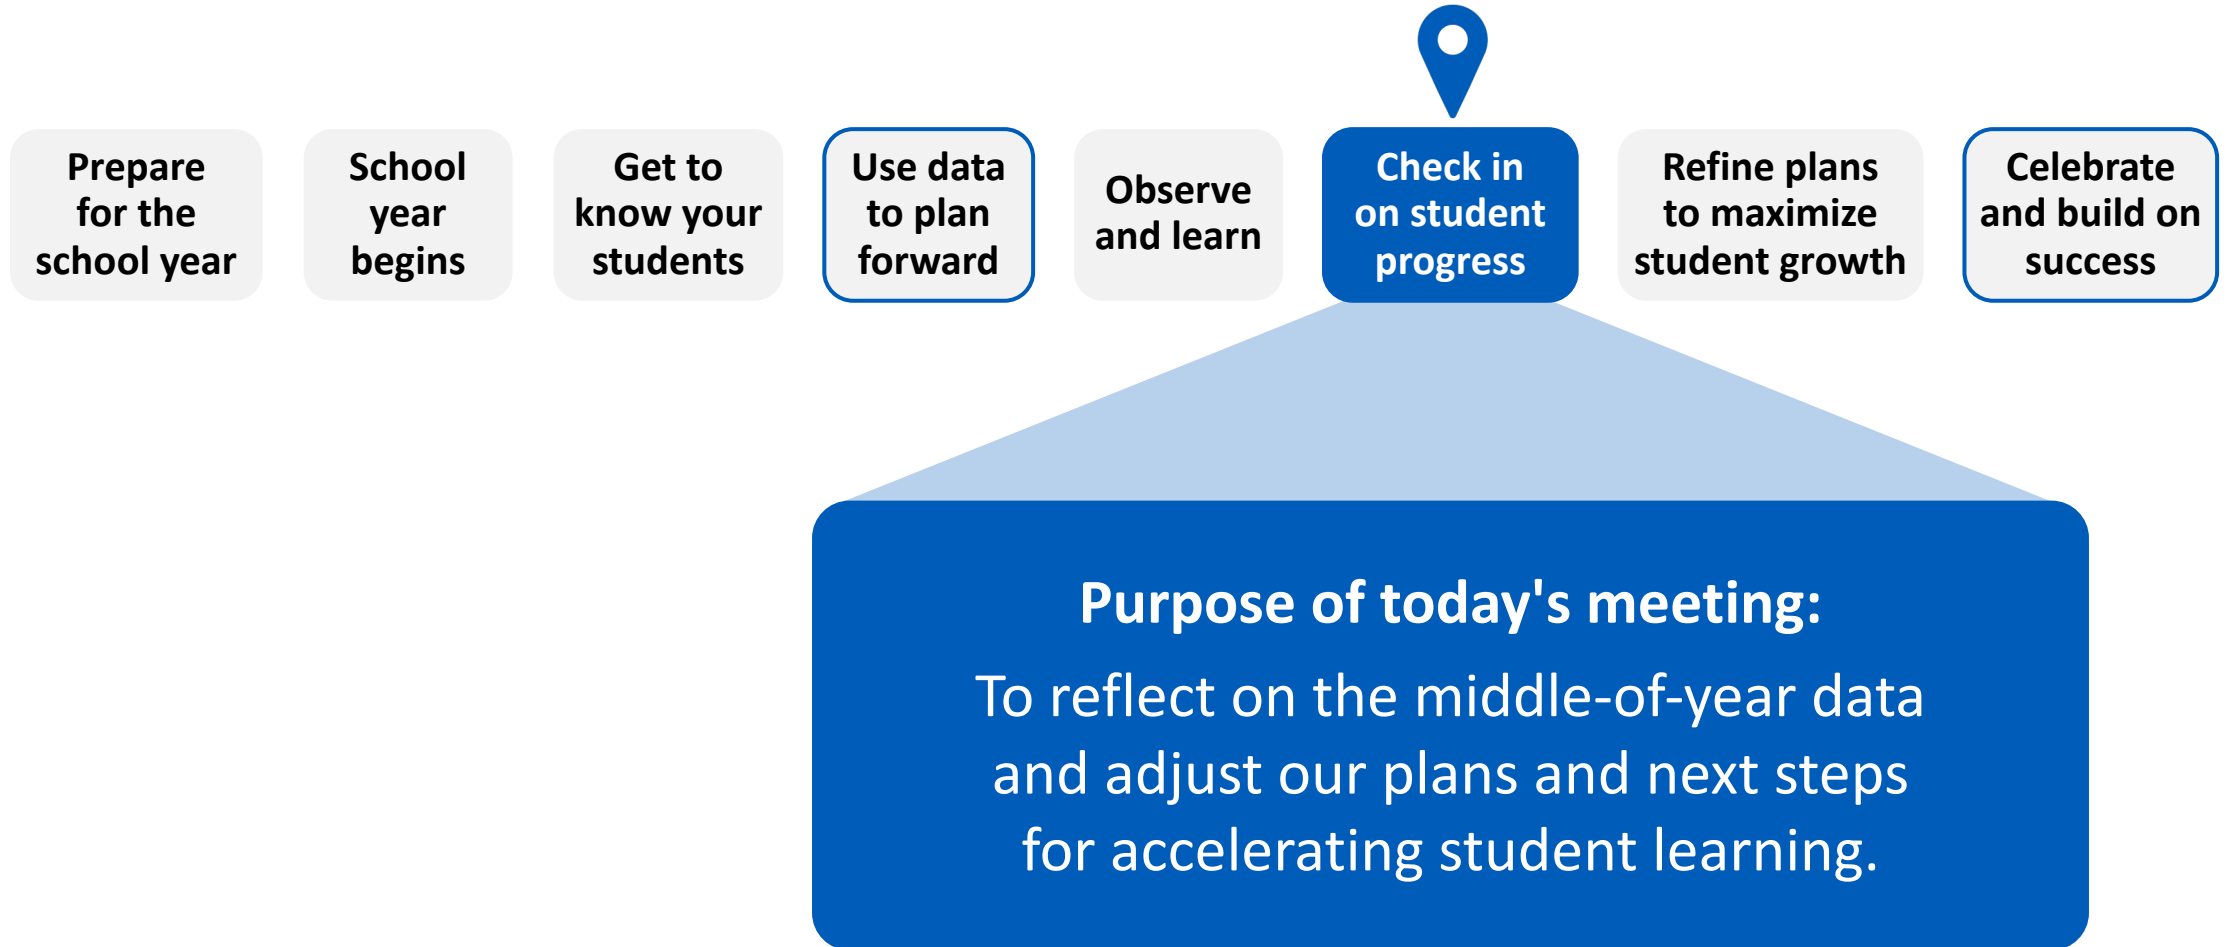 Prepare
for the
school year
School
year
begins
Get to
know your
students
Use data
to plan
forward
Observe
and learn
Check in
on student
progress
Refine plans
to maximize
student growth
Celebrate
and build on
success
Purpose of today's meeting:
To reflect on the middle-of-year data
and adjust our plans and next steps
for accelerating student learning.